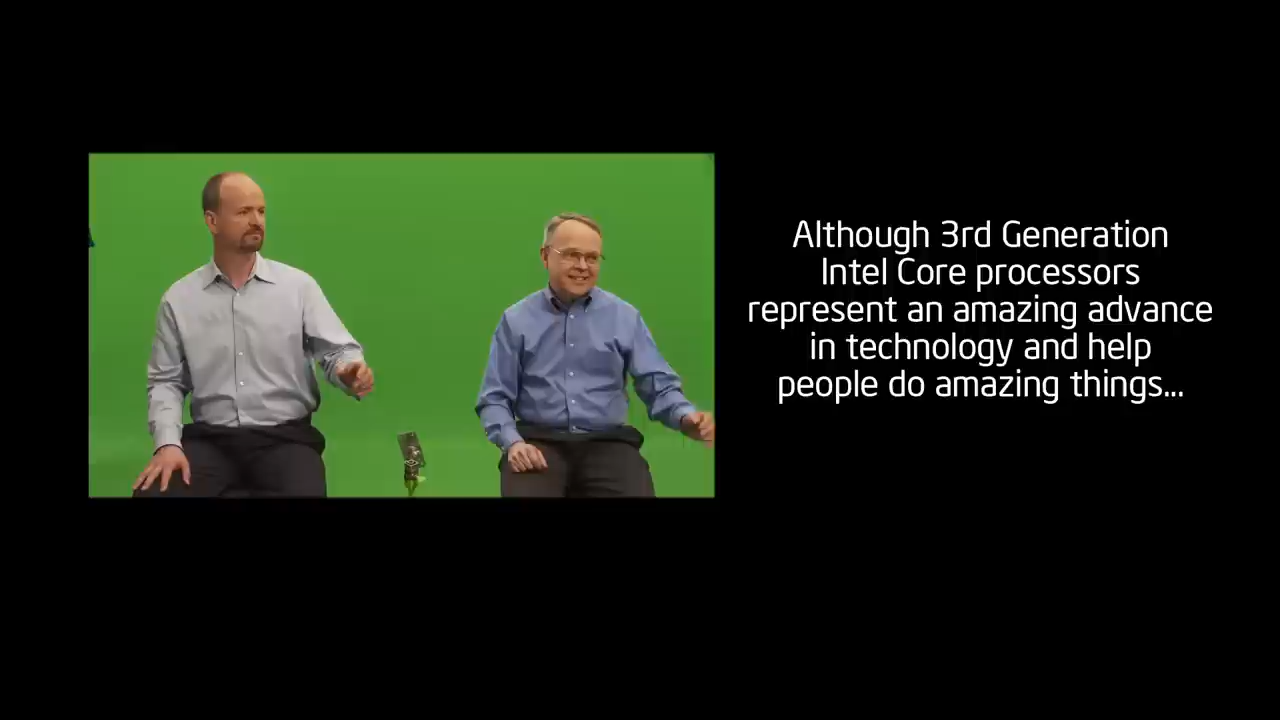 Although 3rd Generation
Intel Core processors
represent an amazing advance
in technology and help
people do amazing things...